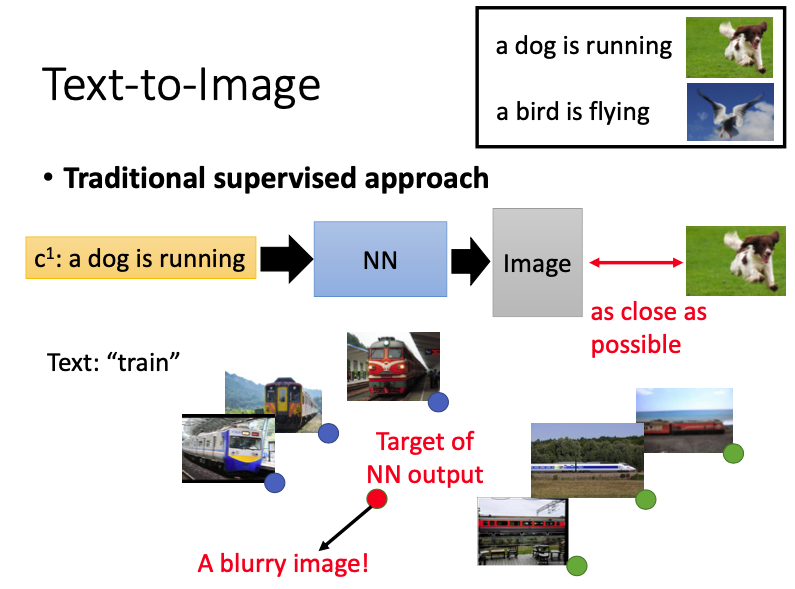 Text-to-Image
a dog is running
a bird is flying
• Traditional supervised approach
c¹: a dog is running
NN
Image
as close as
possible
Text: “train”
Target of
NN output
A blurry image!